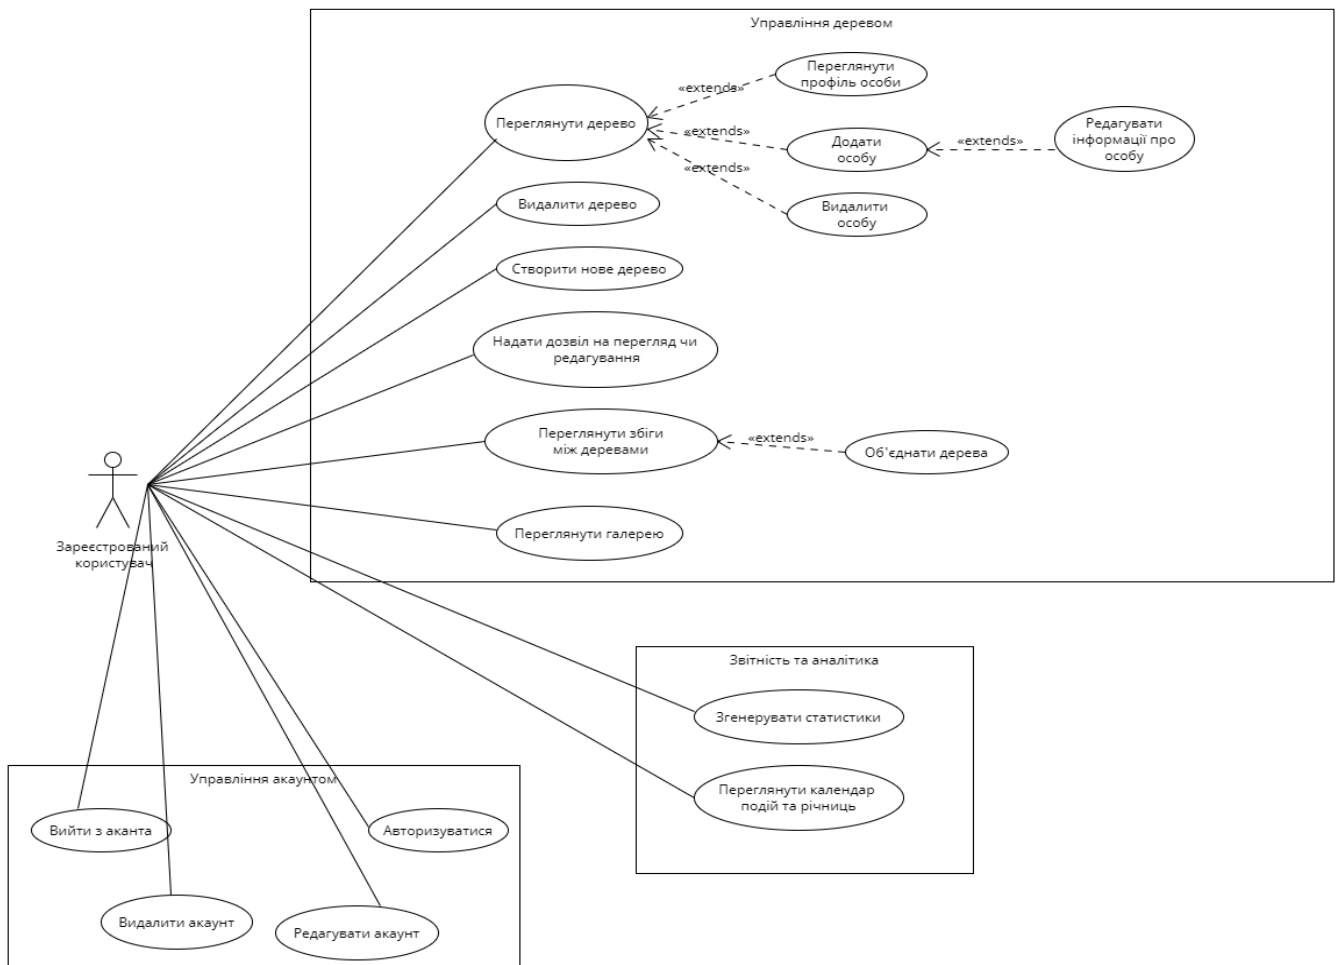 Управління деревом
Переглянути
профіль особи
«extends»
Переглянути дерево
«extends»
Додати
особу
«extends»
Редагувати
інформації про
особу
«extends»
Видалити
особу
Видалити дерево
Створити нове дерево
Надати дозвіл на перегляд чи
редагування
Переглянути збіги
між деревами
«extends»
Об'єднати дерева
Переглянути галерею
Зареєстрований
користувач
Звітність та аналітика
Згенерувати статистики
Переглянути календар
подій та річниць
Управління акаунтом
Вийти з аканта
Авторизуватися
Видалити акаунт
Редагувати акаунт